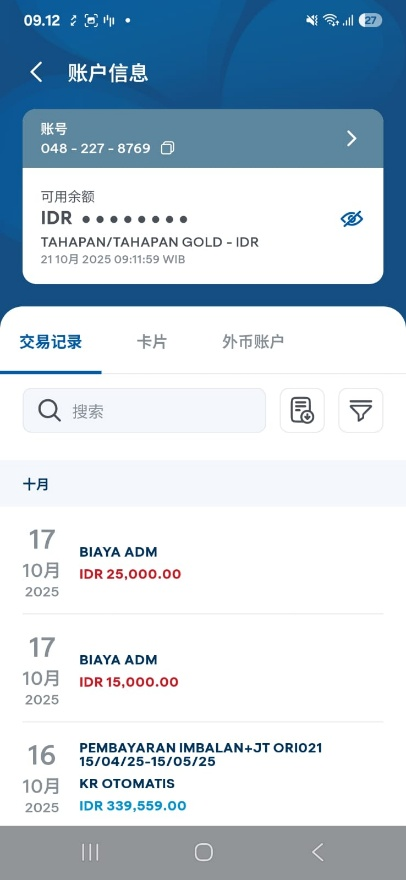 09.12
27
账户信息
账号
048 - 227 - 8769
可用余额
IDR ●●●●●●●●
TAHAPAN/TAHAPAN GOLD - IDR
21 10月 2025 09:11:59 WIB
交易记录
卡片
外币账户
搜索
十月
17
10月
2025
BIAYA ADM
IDR 25,000.00
17
10月
2025
BIAYA ADM
IDR 15,000.00
16
10月
2025
PEMBAYARAN IMBALAN+JT ORI021
15/04/25-15/05/25
KR OTOMATIS
IDR 339,559.00